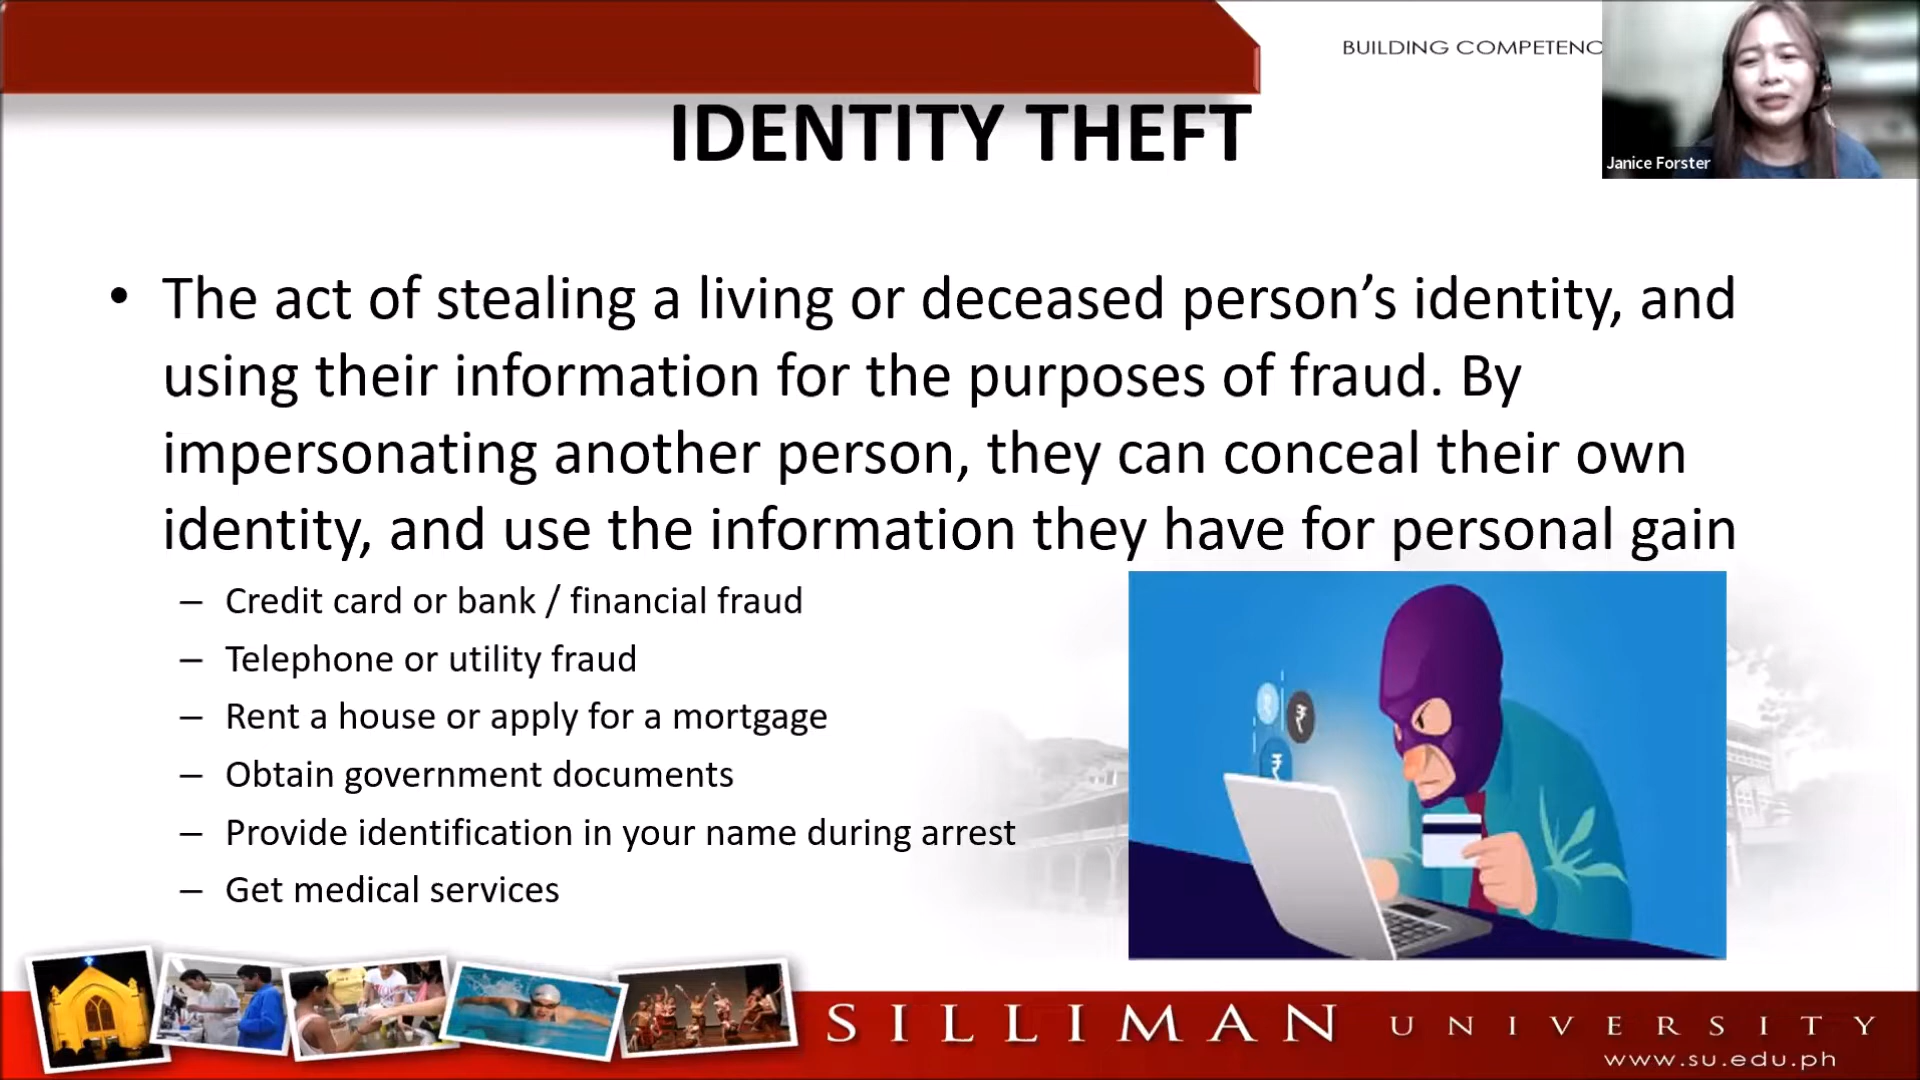 BUILDING COMPETENC
Janice Forster
IDENTITY THEFT
• The act of stealing a living or deceased person’s identity, and
using their information for the purposes of fraud. By
impersonating another person, they can conceal their own
identity, and use the information they have for personal gain
– Credit card or bank / financial fraud
– Telephone or utility fraud
– Rent a house or apply for a mortgage
– Obtain government documents
– Provide identification in your name during arrest
– Get medical services
₹
₹
₹
SILLIMAN UNIVERSITY
www.su.edu.ph